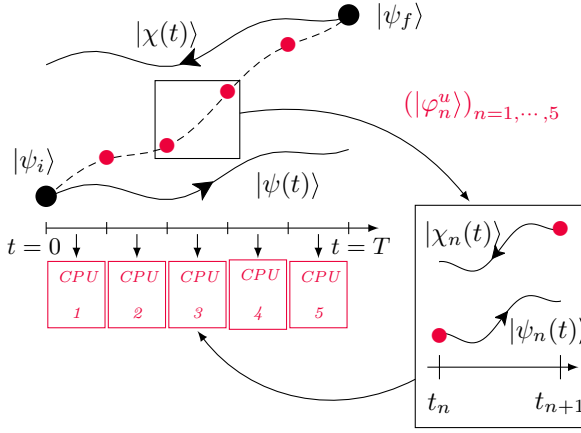 |ψ_f⟩
|χ(t)⟩
(|φ_n^u⟩)_{n=1,⋯,5}
|ψ_i⟩
|ψ(t)⟩
t = 0
t = T
CPU 1
CPU 2
CPU 3
CPU 4
CPU 5
|χ_n(t)⟩
|ψ_n(t)⟩
t_n
t_{n+1}